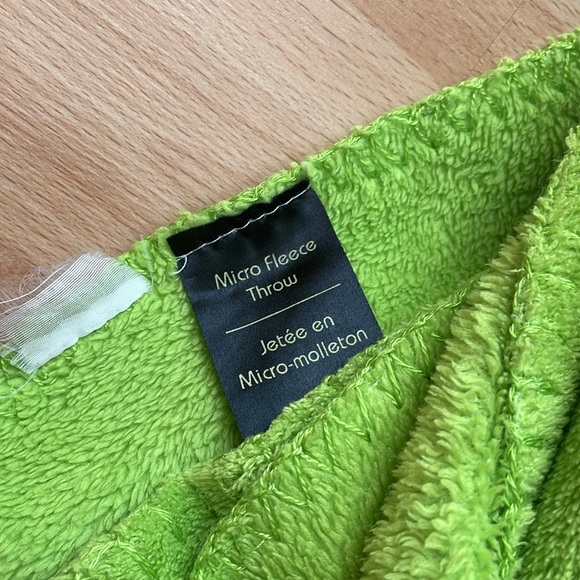 Micro Fleece
Throw
Jetée en
Micro-molleton